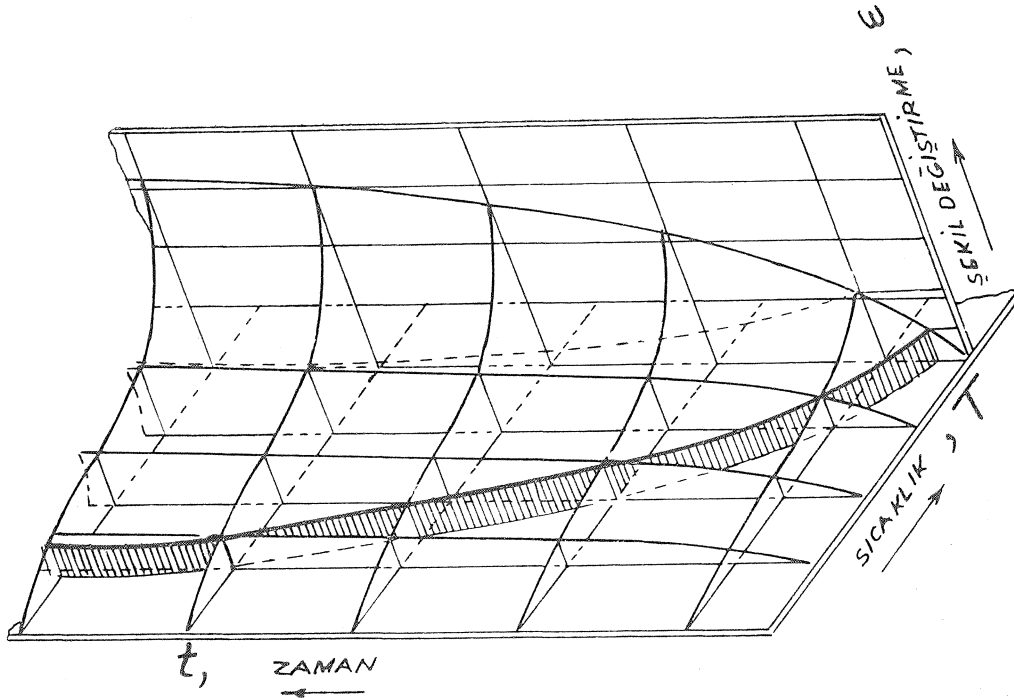 ŞEKİL DEĞİŞTİRME, ε
SICAKLIK, T
t, ZAMAN